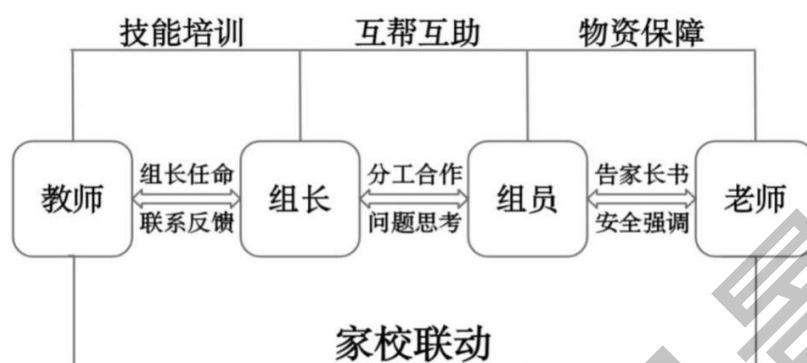 技能培训 互帮互助 物资保障
组长任命 分工合作 告家长书
教师 组长 组员 老师
联系反馈 问题思考 安全强调
家校联动